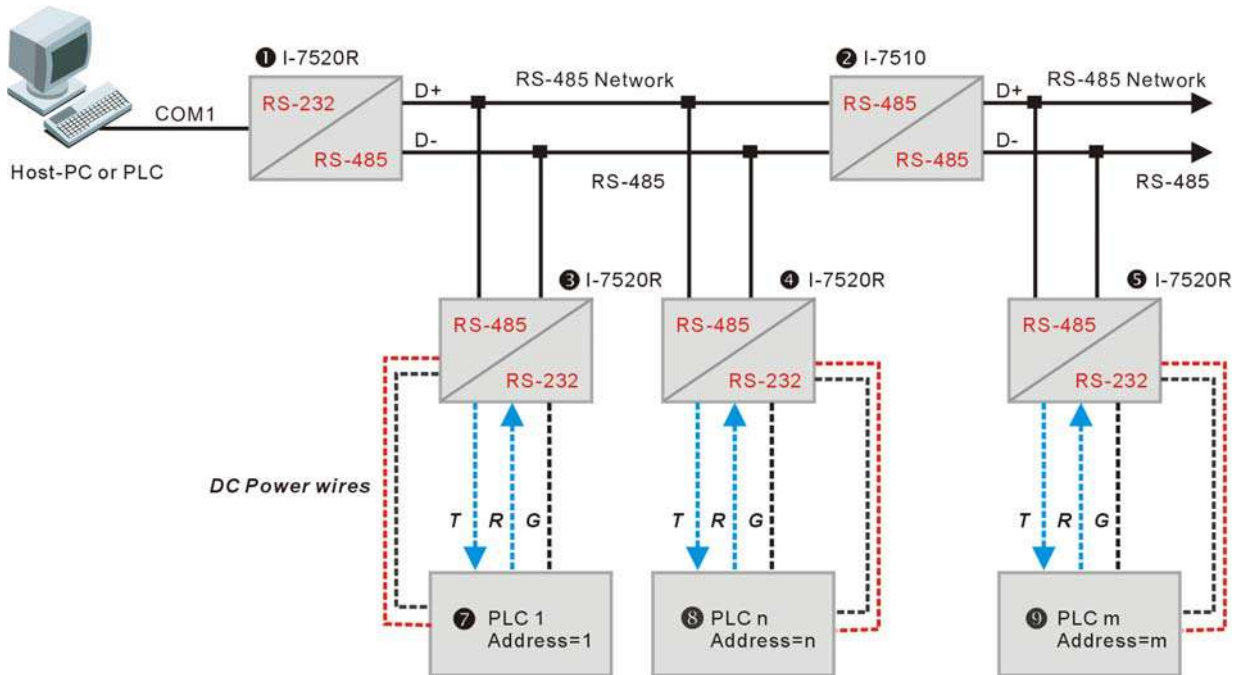 ❶ I-7520R
❷ I-7510
RS-485 Network
RS-485 Network
D+
D+
RS-232
RS-485
COM1
D-
D-
RS-485
RS-485
Host-PC or PLC
RS-485
RS-485
❸ I-7520R
❹ I-7520R
❺ I-7520R
RS-485
RS-232
RS-485
RS-232
RS-485
RS-232
DC Power wires
T R G
T R G
T R G
❼ PLC 1
Address=1
❽ PLC n
Address=n
❾ PLC m
Address=m